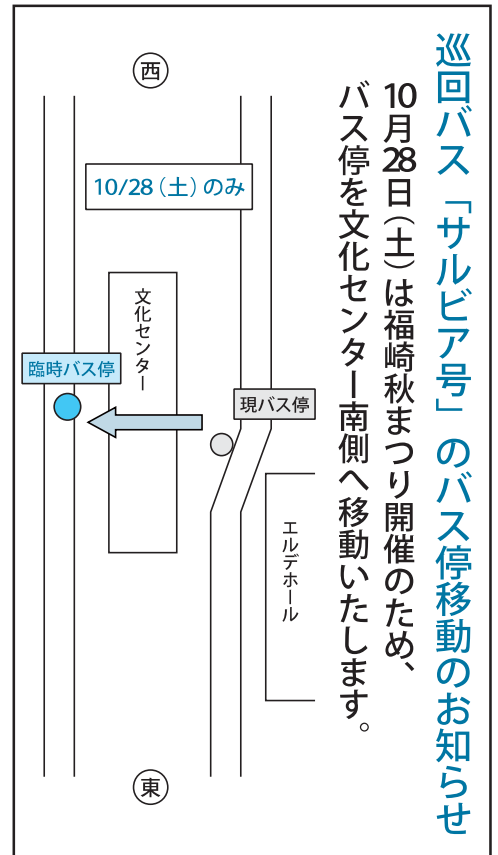 巡回バス「サルビア号」のバス停移動のお知らせ
10月28日（土）は福崎秋まつり開催のため、
バス停を文化センター南側へ移動いたします。
西
10/28（土）のみ
文化センター
臨時バス停
現バス停
エルデホール
東